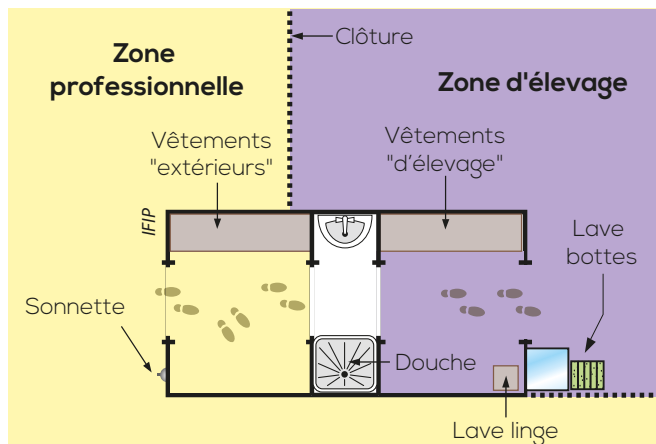 Clôture
Zone
professionnelle
Zone d'élevage
Vêtements
"extérieurs"
Vêtements
"d'élevage"
IFIP
Lave
bottes
Sonnette
Douche
Lave linge